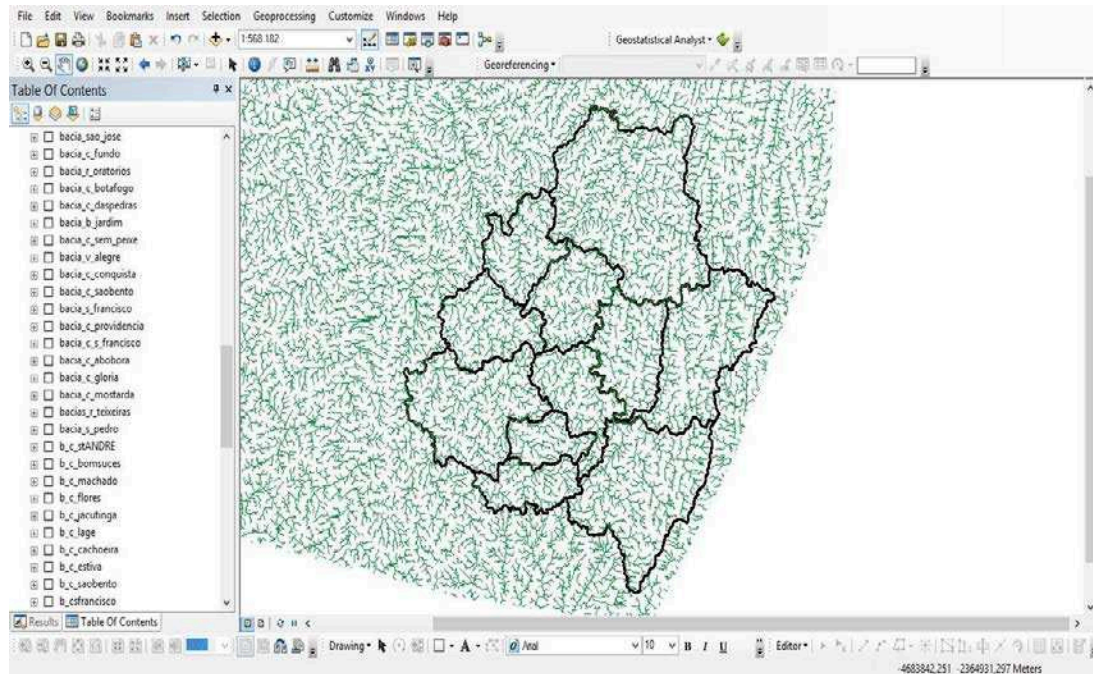 File Edit View Bookmarks Insert Selection Geoprocessing Customize Windows Help
1:568.182
Geostatistical Analyst
Georeferencing
Table Of Contents
bacia_sao_jose
bacia_c_fundo
bacia_r_oratorios
bacia_c_botafogo
bacia_c_daspedras
bacia_b_jardim
bacia_c_sem_peixe
bacia_v_alegre
bacia_c_conquista
bacia_c_saobento
bacia_s_francisco
bacia_c_providencia
bacia_c_s_francisco
bacia_c_abobora
bacia_c_gloria
bacia_c_mostarda
bacias_r_teixeiras
bacia_s_pedro
b_c_stANDRE
b_c_bomsuces
b_c_machado
b_c_flores
b_c_jacutinga
b_c_lage
b_c_cachoeira
b_c_estiva
b_c_saobento
b_csfrancisco
Results Table Of Contents
Drawing A Arial 10 B I U Editor
-4683842,251 -2364931,297 Meters